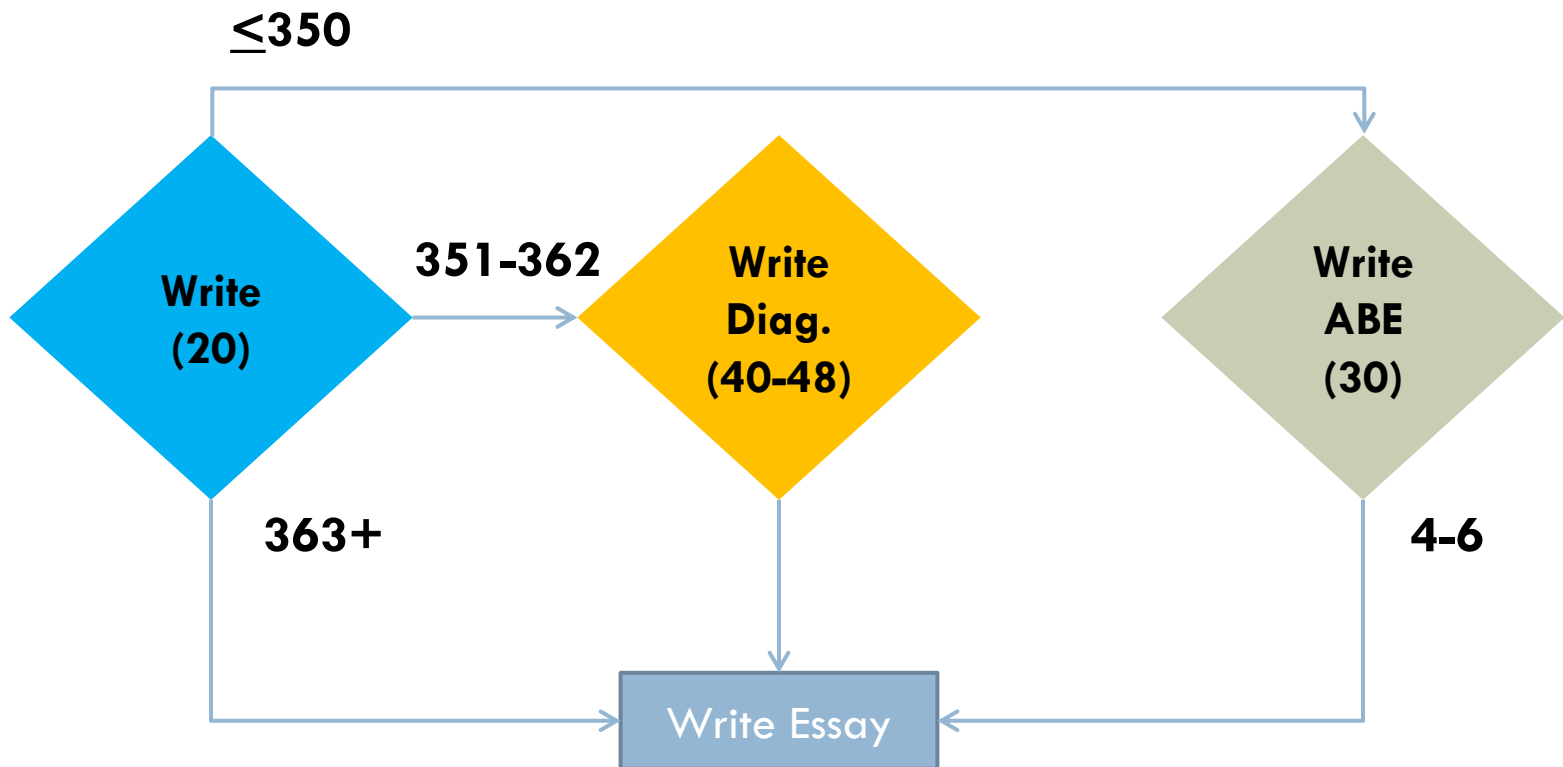 ≤350
351-362
Write
(20)
Write
Diag.
(40-48)
Write
ABE
(30)
363+
4-6
Write Essay